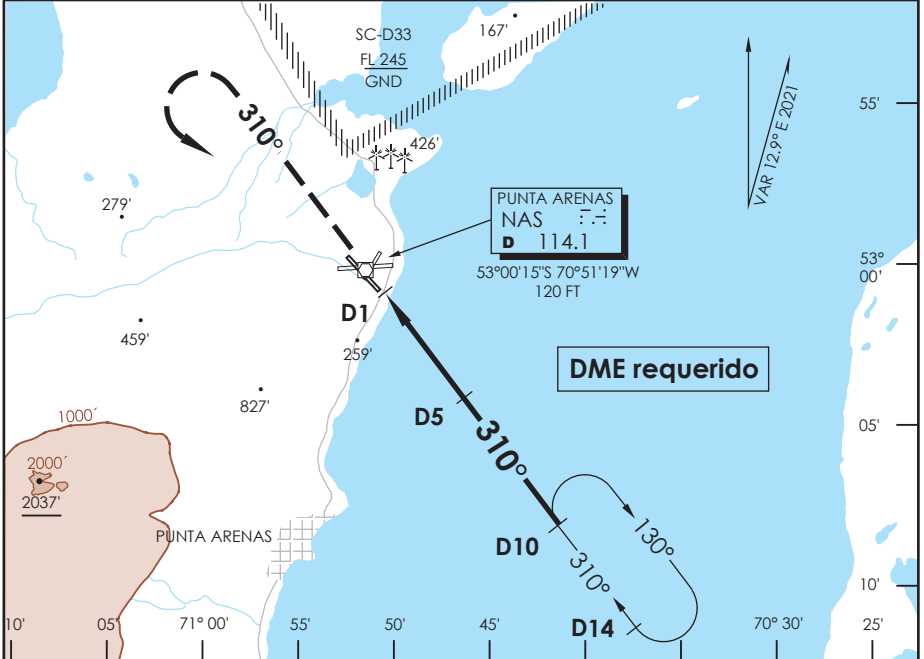 SC-D33
FL 245
GND
167'
55'
310°
426'
VAR 12.9° E 2021
279'
PUNTA ARENAS
NAS
D 114.1
53°00'15"S 70°51'19"W
120 FT
53°
00'
D1
459'
259'
DME requerido
827'
1000´
D5
05'
310°
2000´
2037'
PUNTA ARENAS
D10
130°
310°
10'
D14
10'
05'
71° 00'
55'
50'
45'
70° 30'
25'